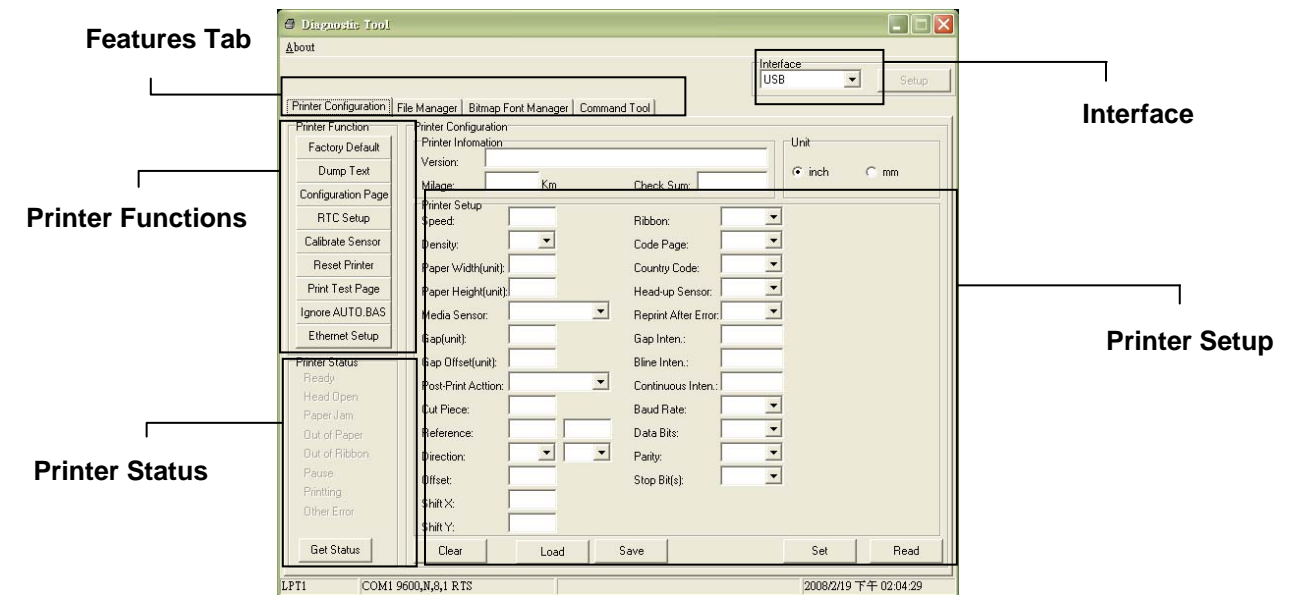 Diagnostic Tool
About
Features Tab
Interface
USB
Setup
Interface
Printer Configuration
File Manager
Bitmap Font Manager
Command Tool
Printer Function
Factory Default
Dump Text
Configuration Page
RTC Setup
Calibrate Sensor
Reset Printer
Print Test Page
Ignore AUTO.BAS
Ethernet Setup
Printer Functions
Printer Status
Ready
Head Open
Paper Jam
Out of Paper
Out of Ribbon
Pause
Printting
Other Error
Get Status
Printer Status
Printer Configuration
Printer Infomation
Version:
Milage:
Km
Check Sum:
Unit
inch
mm
Printer Setup
Speed:
Density:
Paper Width(unit):
Paper Height(unit):
Media Sensor:
Gap(unit):
Gap Offset(unit):
Post-Print Acttion:
Cut Piece:
Reference:
Direction:
Offset:
Shift X:
Shift Y:
Ribbon:
Code Page:
Country Code:
Head-up Sensor:
Reprint After Error:
Gap Inten.:
Bline Inten.:
Continuous Inten.:
Baud Rate:
Data Bits:
Parity:
Stop Bit(s):
Printer Setup
Clear
Load
Save
Set
Read
LPT1
COM1 9600,N,8,1 RTS
2008/2/19 下午 02:04:29